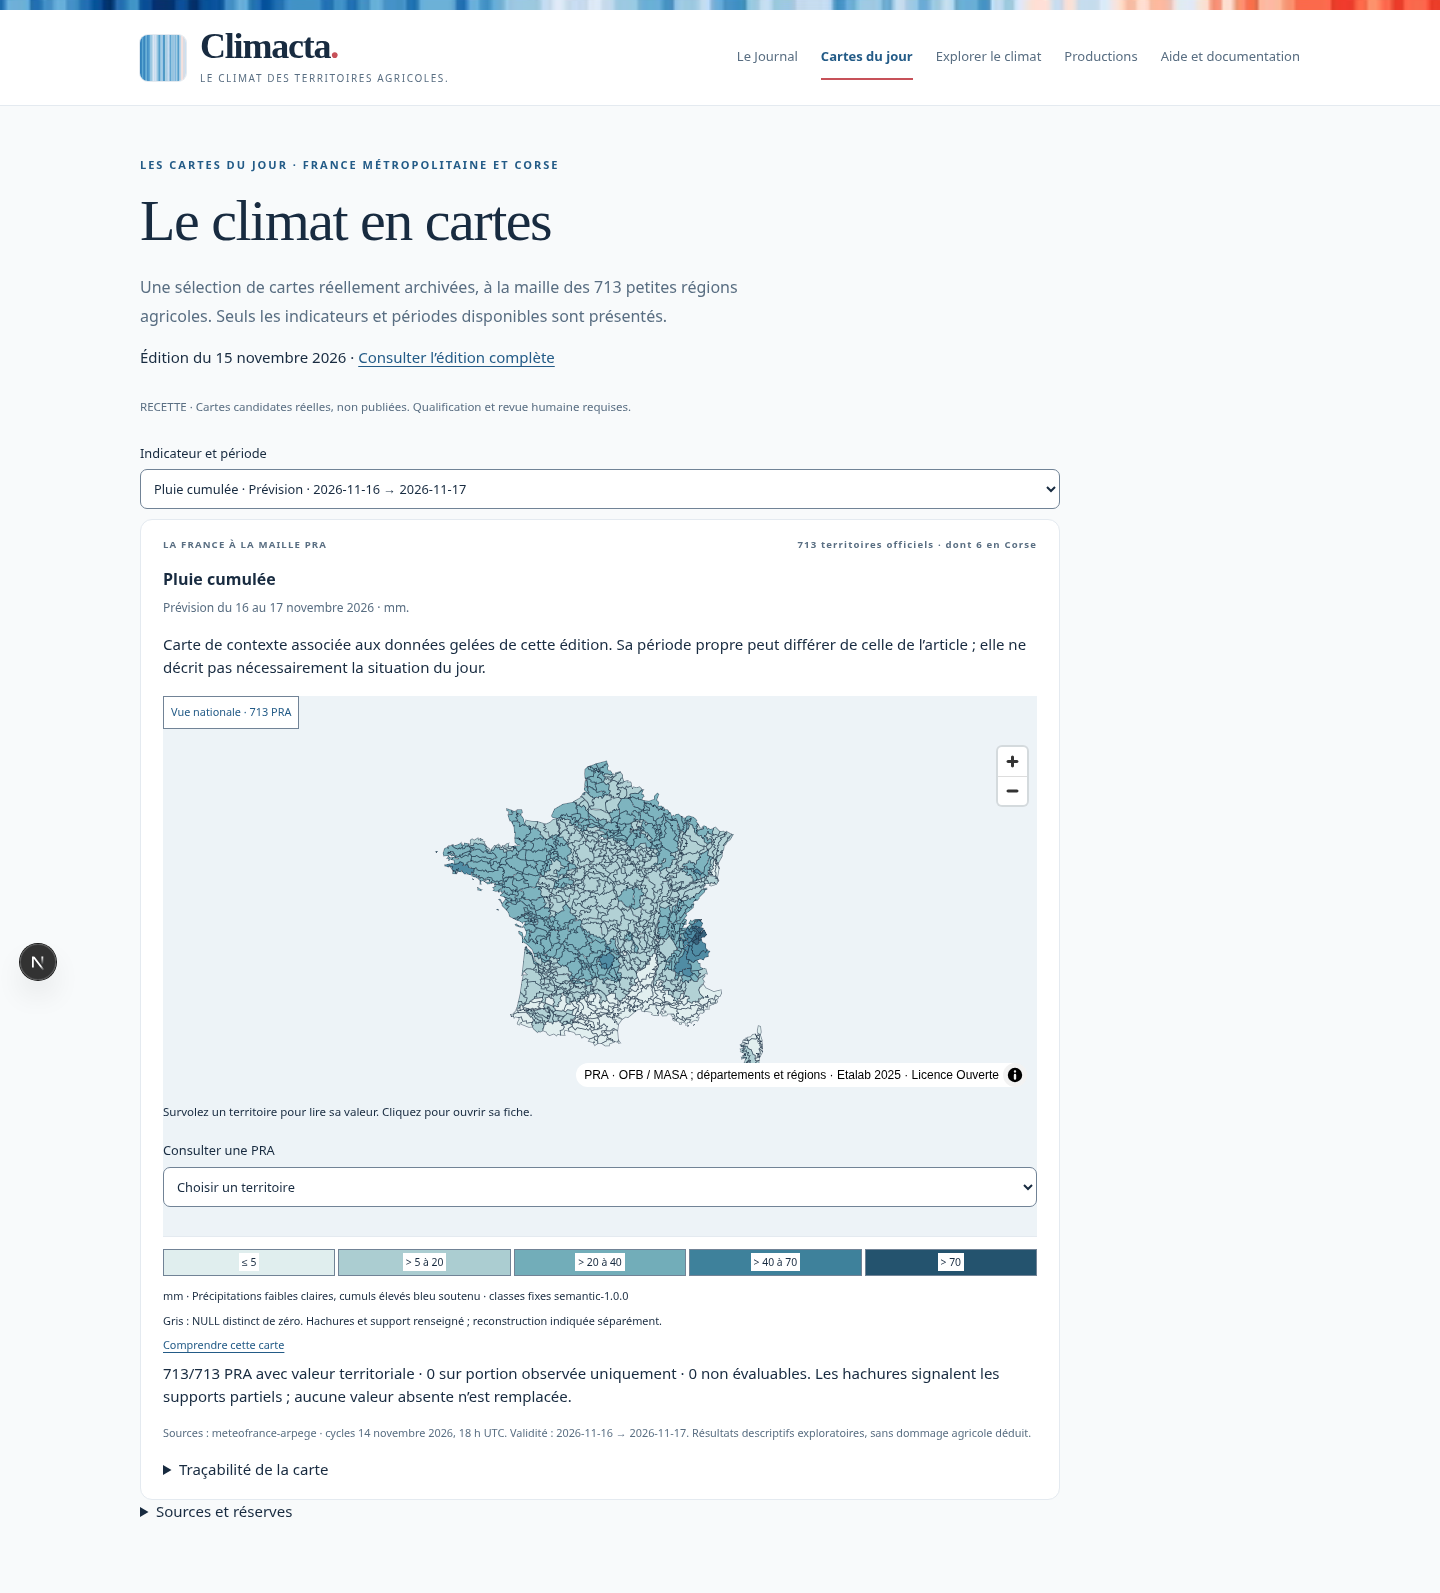 Climacta.
LE CLIMAT DES TERRITOIRES AGRICOLES.
Le Journal
Cartes du jour
Explorer le climat
Productions
Aide et documentation
LES CARTES DU JOUR · FRANCE MÉTROPOLITAINE ET CORSE
Le climat en cartes
Une sélection de cartes réellement archivées, à la maille des 713 petites régions
agricoles. Seuls les indicateurs et périodes disponibles sont présentés.
Édition du 15 novembre 2026 · Consulter l’édition complète
RECETTE · Cartes candidates réelles, non publiées. Qualification et revue humaine requises.
Indicateur et période
Pluie cumulée · Prévision · 2026-11-16 → 2026-11-17
LA FRANCE À LA MAILLE PRA
713 territoires officiels · dont 6 en Corse
Pluie cumulée
Prévision du 16 au 17 novembre 2026 · mm.
Carte de contexte associée aux données gelées de cette édition. Sa période propre peut différer de celle de l’article ; elle ne
décrit pas nécessairement la situation du jour.
Vue nationale · 713 PRA
PRA · OFB / MASA ; départements et régions · Etalab 2025 · Licence Ouverte
Survolez un territoire pour lire sa valeur. Cliquez pour ouvrir sa fiche.
Consulter une PRA
Choisir un territoire
≤ 5
> 5 à 20
> 20 à 40
> 40 à 70
> 70
mm · Précipitations faibles claires, cumuls élevés bleu soutenu · classes fixes semantic-1.0.0
Gris : NULL distinct de zéro. Hachures et support renseigné ; reconstruction indiquée séparément.
Comprendre cette carte
713/713 PRA avec valeur territoriale · 0 sur portion observée uniquement · 0 non évaluables. Les hachures signalent les
supports partiels ; aucune valeur absente n’est remplacée.
Sources : meteofrance-arpege · cycles 14 novembre 2026, 18 h UTC. Validité : 2026-11-16 → 2026-11-17. Résultats descriptifs exploratoires, sans dommage agricole déduit.
Traçabilité de la carte
Sources et réserves